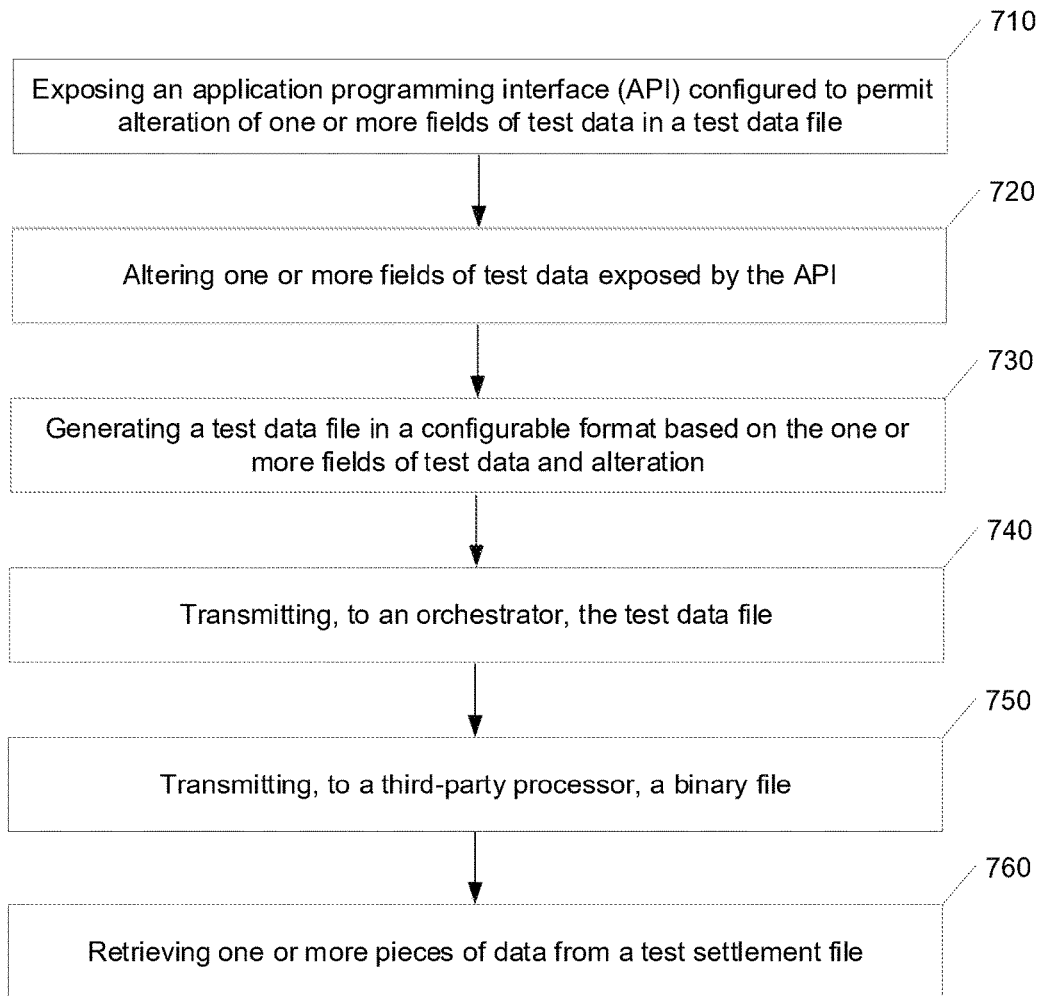 710
Exposing an application programming interface (API) configured to permit
alteration of one or more fields of test data in a test data file
720
Altering one or more fields of test data exposed by the API
730
Generating a test data file in a configurable format based on the one or
more fields of test data and alteration
740
Transmitting, to an orchestrator, the test data file
750
Transmitting, to a third-party processor, a binary file
760
Retrieving one or more pieces of data from a test settlement file